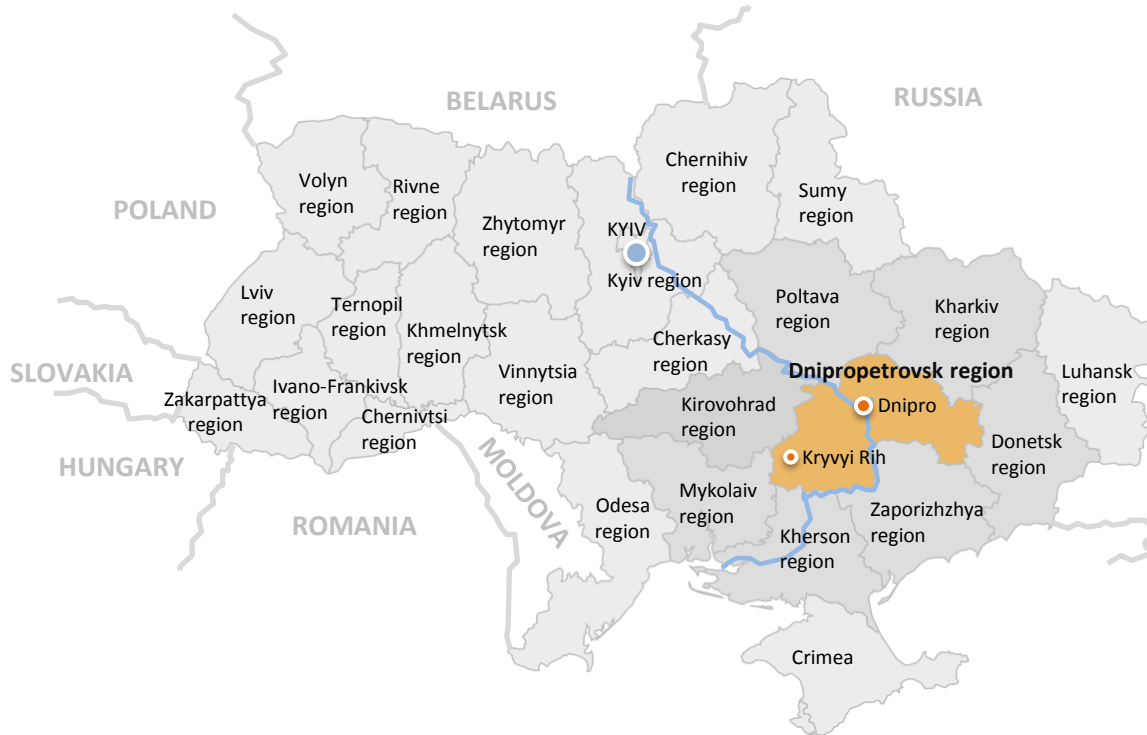 BELARUS
RUSSIA
POLAND
SLOVAKIA
HUNGARY
ROMANIA
MOLDOVA
Volyn
region
Rivne
region
Zhytomyr
region
KYIV
Kyiv region
Chernihiv
region
Sumy
region
Lviv
region
Ternopil
region
Khmelnytsk
region
Vinnytsia
region
Cherkasy
region
Poltava
region
Kharkiv
region
Luhansk
region
Zakarpattya
region
Ivano-Frankivsk
region
Chernivtsi
region
Kirovohrad
region
Dnipropetrovsk region
Dnipro
Kryvyi Rih
Donetsk
region
Odesa
region
Mykolaiv
region
Kherson
region
Zaporizhzhya
region
Crimea